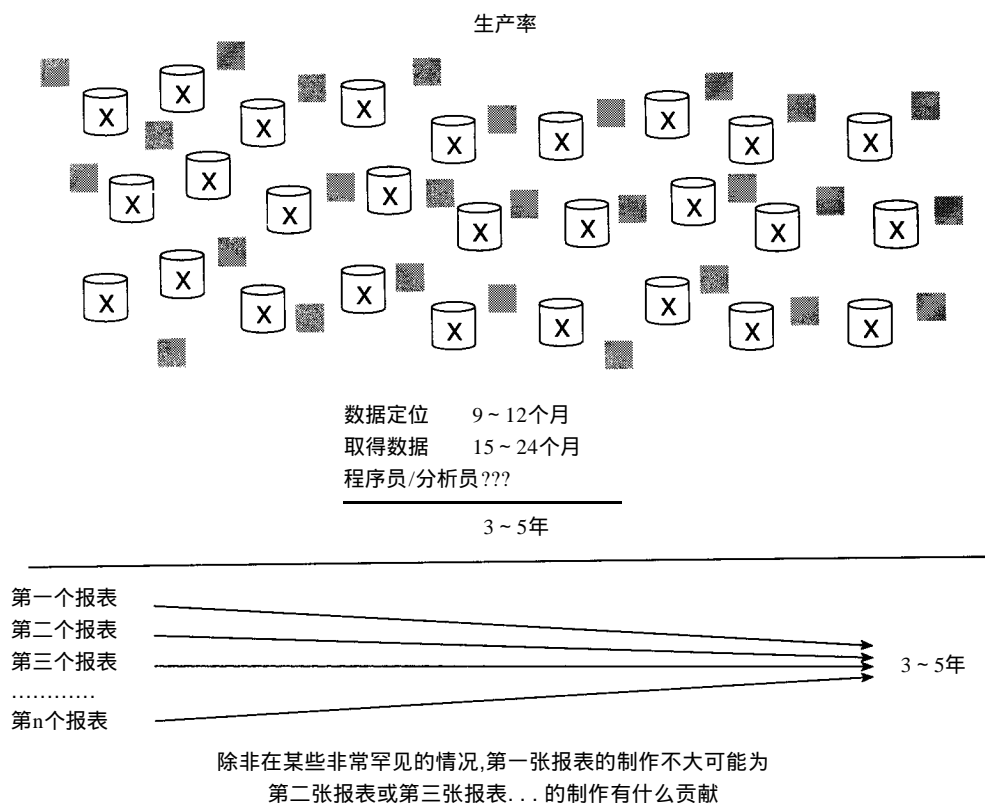 生产率
X X X X X X X X X
X X X X X X X X X
X X X X X X X X X
数据定位 9～12个月
取得数据 15～24个月
程序员/分析员???
3～5年
第一个报表
第二个报表
第三个报表
…………
第n个报表
3～5年
除非在某些非常罕见的情况,第一张报表的制作不大可能为
第二张报表或第三张报表. . . 的制作有什么贡献